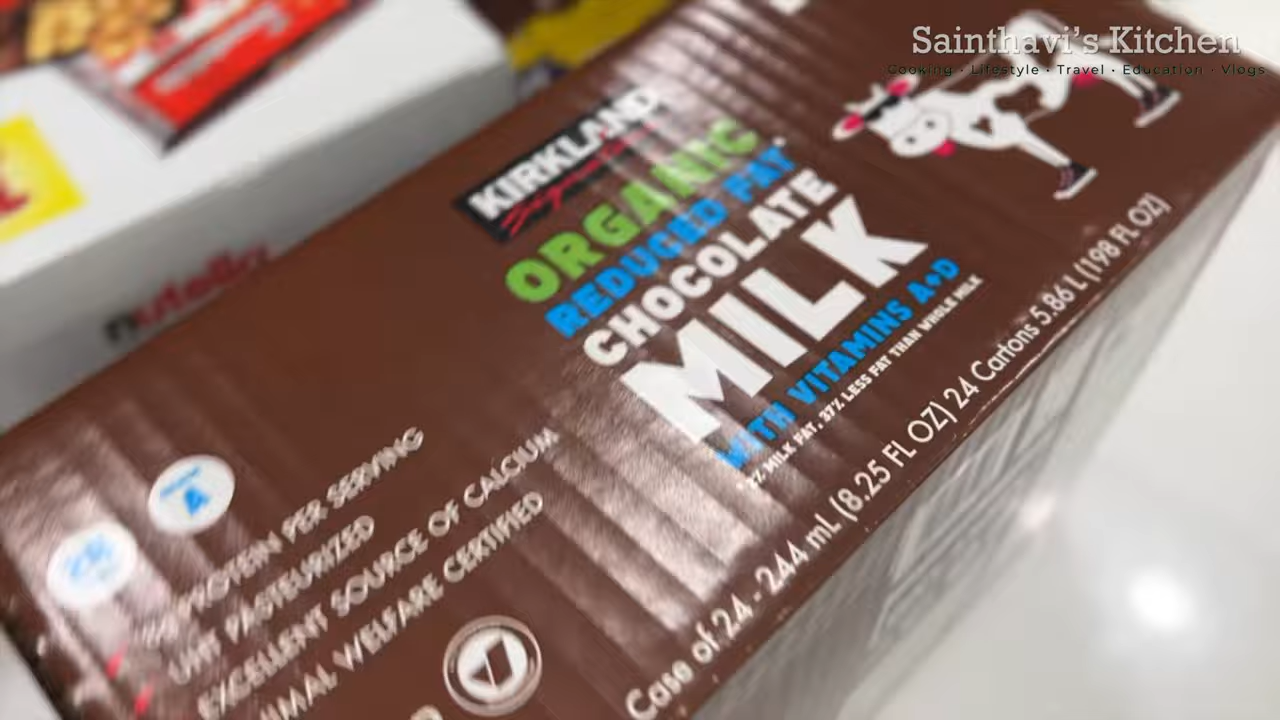 Sainthavi's Kitchen
Cooking · Lifestyle · Travel · Education · Vlogs
KIRKLAND
Signature
ORGANIC
REDUCED FAT
CHOCOLATE
MILK
WITH VITAMINS A+D
MILK FAT, 37% LESS FAT THAN WHOLE MILK
Case of 24 - 244 mL (8.25 FL OZ) 24 Cartons 5.86 L (198 FL OZ)
PROTEIN PER SERVING
UHT PASTEURIZED
EXCELLENT SOURCE OF CALCIUM
ANIMAL WELFARE CERTIFIED
nutella